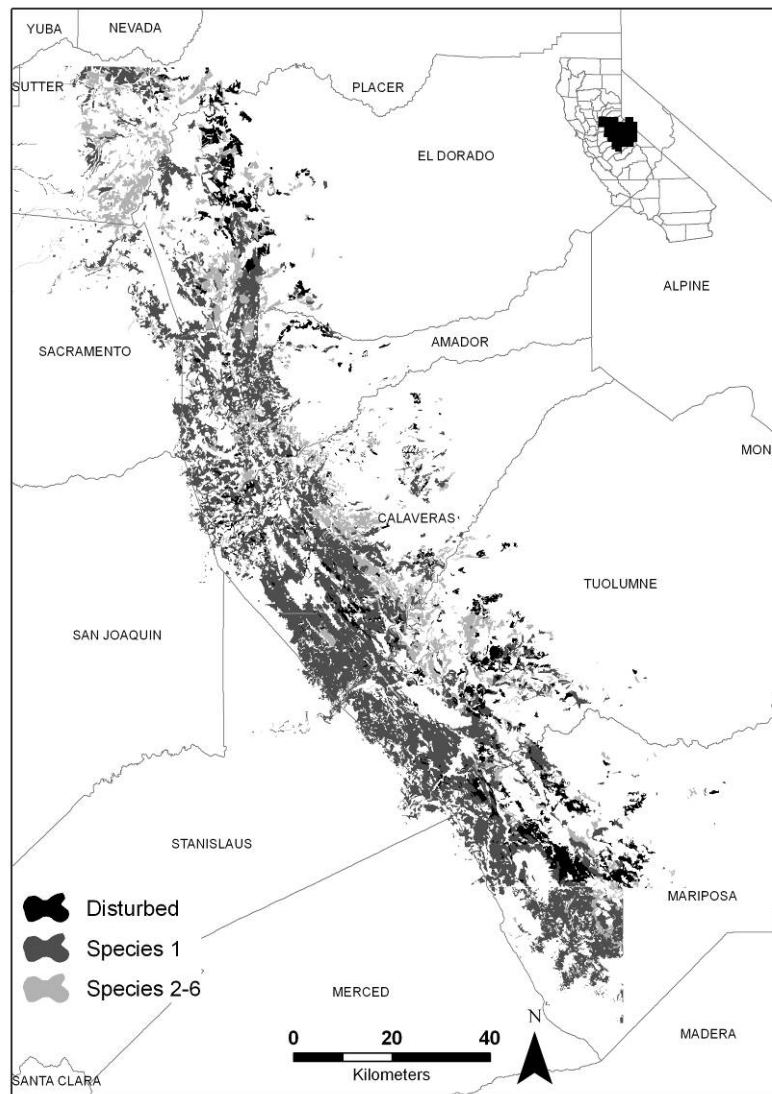 YUBA
NEVADA
SUTTER
PLACER
EL DORADO
ALPINE
SACRAMENTO
AMADOR
MON
CALAVERAS
TUOLUMNE
SAN JOAQUIN
STANISLAUS
MARIPOSA
Disturbed
Species 1
Species 2-6
MERCED
MADERA
N
0 20 40
Kilometers
SANTA CLARA